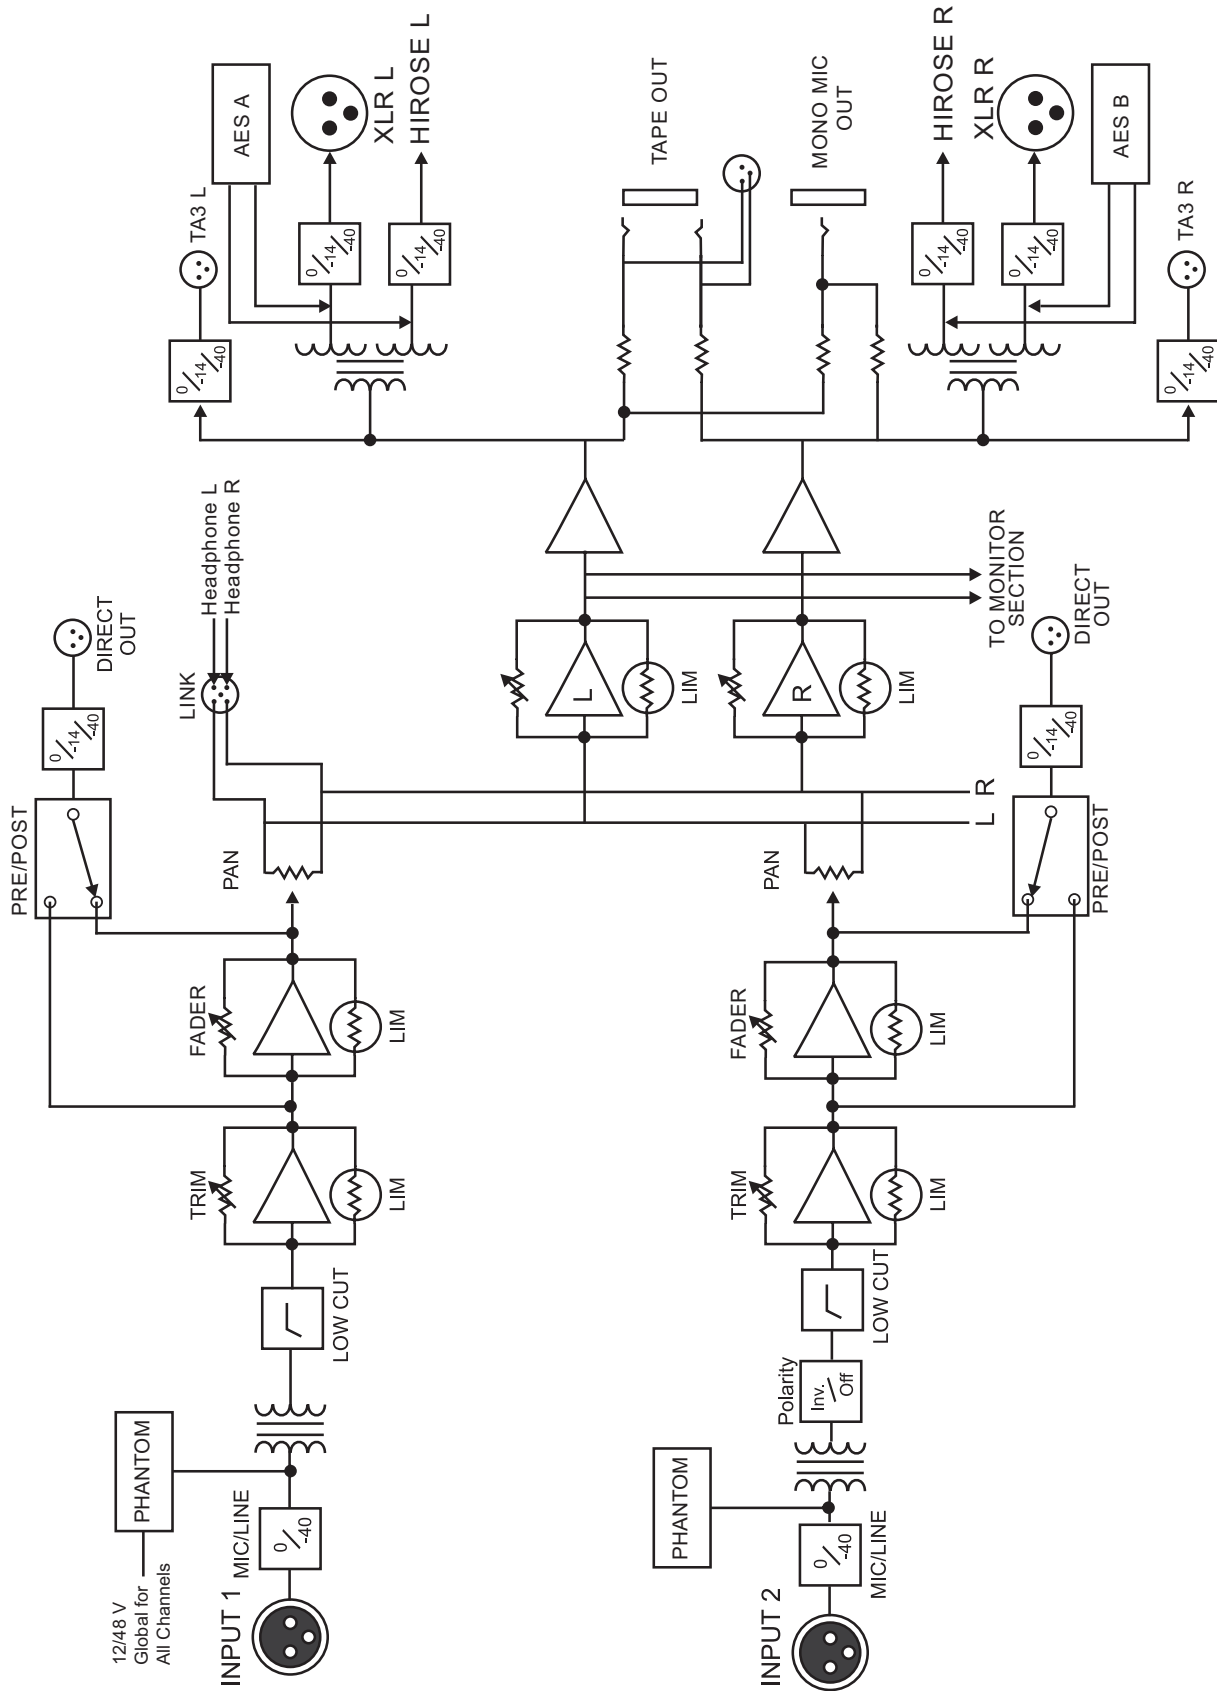 12/48 V
Global for
All Channels
PHANTOM
INPUT 1
MIC/LINE
0
-40
LOW CUT
TRIM
LIM
FADER
LIM
PRE/POST
PAN
0
-14
-40
DIRECT
OUT
LINK
Headphone L
Headphone R
0
-14
-40
TA3 L
AES A
0
-14
-40
XLR L
0
-14
-40
HIROSE L
L
LIM
R
LIM
TO MONITOR
SECTION
TAPE OUT
MONO MIC
OUT
PHANTOM
INPUT 2
MIC/LINE
0
-40
Polarity
Inv.
Off
LOW CUT
TRIM
LIM
FADER
LIM
PAN
L
R
PRE/POST
0
-14
-40
DIRECT
OUT
0
-14
-40
HIROSE R
0
-14
-40
XLR R
AES B
0
-14
-40
TA3 R